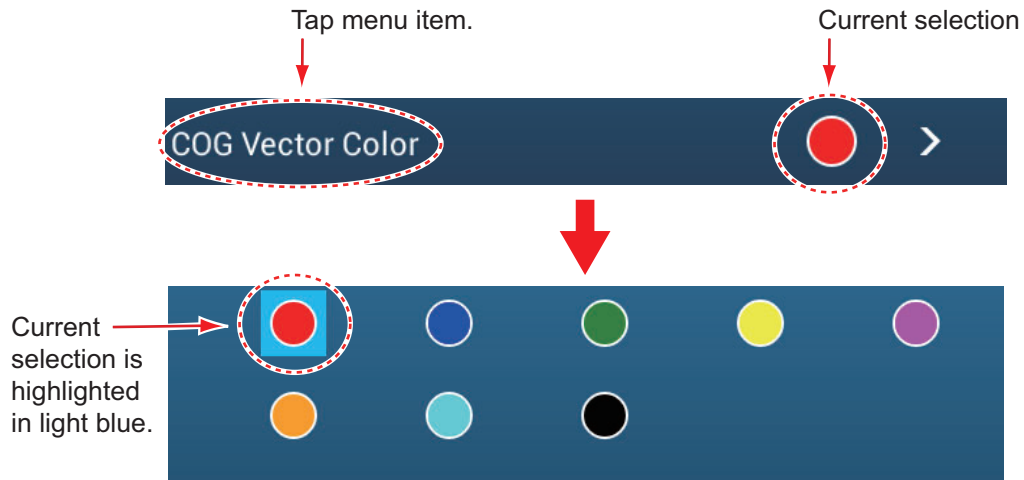 Tap menu item.
Current selection
COG Vector Color
Current
selection is
highlighted
in light blue.